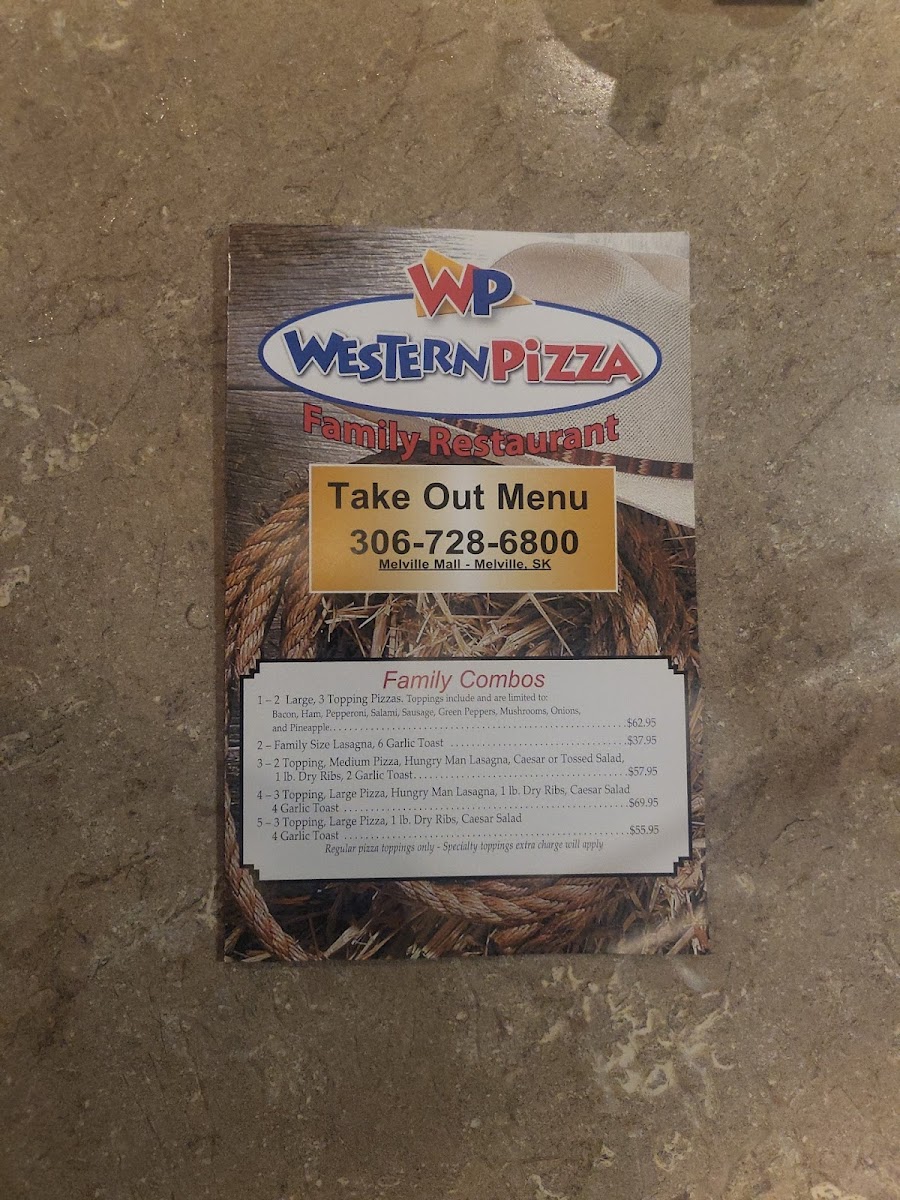 WP
WESTERNPiZZA
Family Restaurant
Take Out Menu
306-728-6800
Melville Mall - Melville, SK
Family Combos
1 – 2 Large, 3 Topping Pizzas. Toppings include and are limited to:
Bacon, Ham, Pepperoni, Salami, Sausage, Green Peppers, Mushrooms, Onions,
and Pineapple. . . . . . . . . . . . . . . . . . . . . . . . . . . . . . . . . . . . . . . . . . . . . . . . . . . .$62.95
2 – Family Size Lasagna, 6 Garlic Toast . . . . . . . . . . . . . . . . . . . . . . . . . . . . . . .$37.95
3 – 2 Topping, Medium Pizza, Hungry Man Lasagna, Caesar or Tossed Salad,
1 lb. Dry Ribs, 2 Garlic Toast. . . . . . . . . . . . . . . . . . . . . . . . . . . . . . . . . . . . . .$57.95
4 – 3 Topping, Large Pizza, Hungry Man Lasagna, 1 lb. Dry Ribs, Caesar Salad
4 Garlic Toast . . . . . . . . . . . . . . . . . . . . . . . . . . . . . . . . . . . . . . . . . . . . . . . . . .$69.95
5 – 3 Topping, Large Pizza, 1 lb. Dry Ribs, Caesar Salad
4 Garlic Toast . . . . . . . . . . . . . . . . . . . . . . . . . . . . . . . . . . . . . . . . . . . . . . . . . .$55.95
Regular pizza toppings only - Specialty toppings extra charge will apply